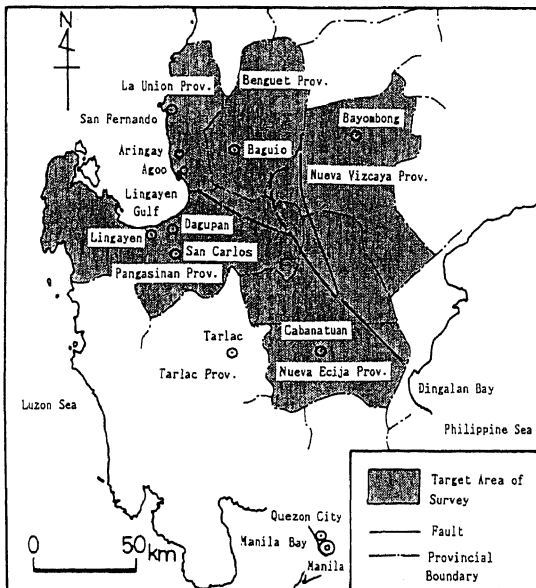 N
La Union Prov.
Benguet Prov.
San Fernando
Bayombong
Aringay
Baguio
Agoo
Nueva Vizcaya Prov.
Lingayen
Gulf
Dagupan
Lingayen
San Carlos
Pangasinan Prov.
Cabanatuan
Tarlac
Tarlac Prov.
Nueva Ecija Prov.
Dingalan Bay
Luzon Sea
Philippine Sea
Target Area of
Survey
Quezon City
Fault
Manila Bay
Provincial
Boundary
Manila
0
50
km